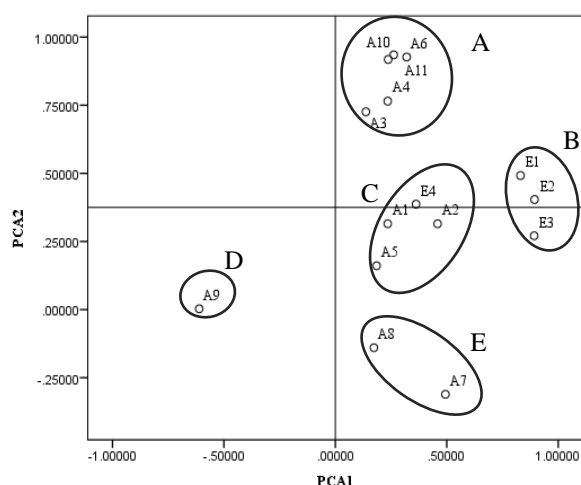 1.00000
A10
A6
A
A11
A4
.75000
A3
B
E1
.50000
C
E4
E2
A1
A2
E3
PCA2
.25000
A5
D
A9
.00000
A8
E
A7
-.25000
-1.00000 -.50000 .00000 .50000 1.00000
PCA1